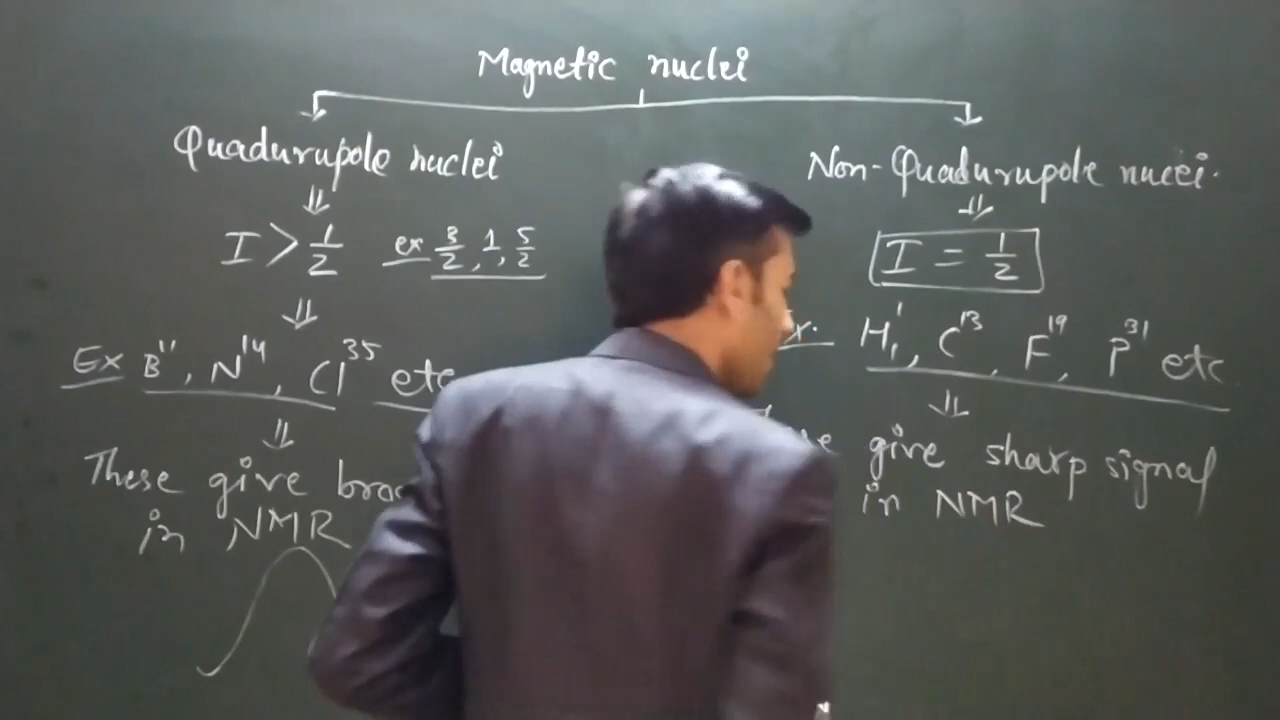 Magnetic nuclei
Quadurupole nuclei
I > 1/2 ex 3/2, 1, 5/2
Ex B¹¹, N¹⁴, Cl³⁵ etc
These give
in NMR
Non-Quadurupole nucei.
I = 1/2
H¹, C¹³, F¹⁹, P³¹ etc
give sharp signal
in NMR